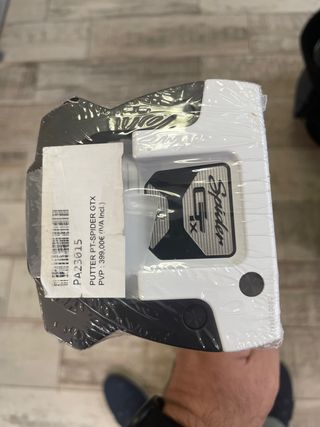 PUTTER PT-SPIDER GTX
PVP : 399,00€ (IVA Incl.)
PA23015
Spider
GTX